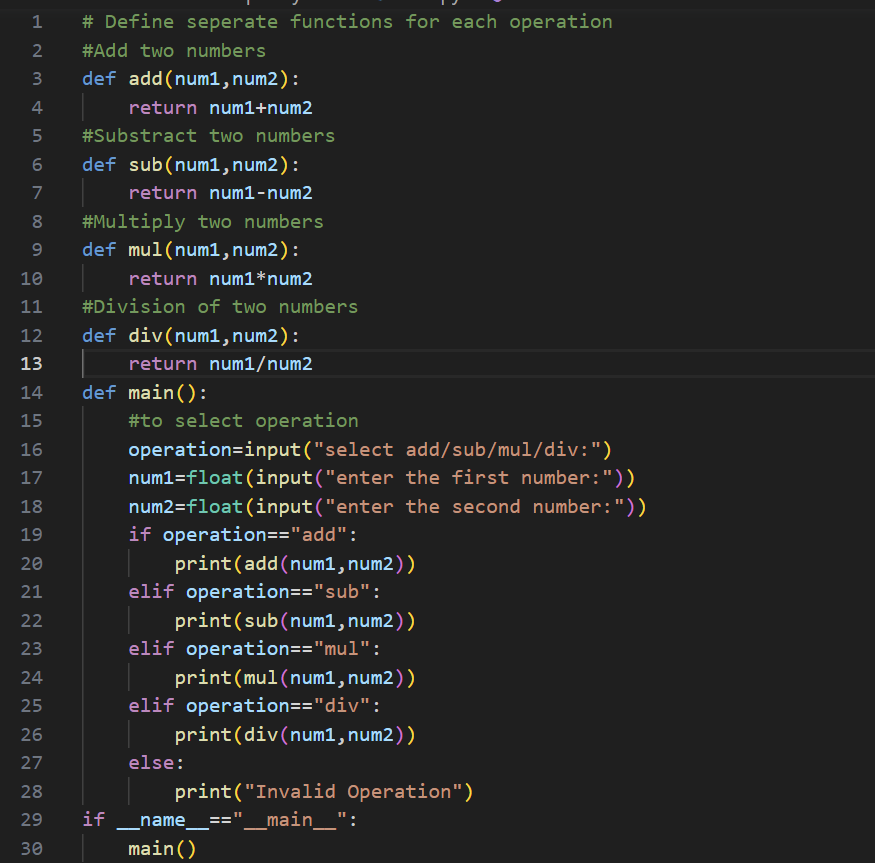 1 # Define seperate functions for each operation
2 #Add two numbers
3 def add(num1,num2):
4     return num1+num2
5 #Substract two numbers
6 def sub(num1,num2):
7     return num1-num2
8 #Multiply two numbers
9 def mul(num1,num2):
10     return num1*num2
11 #Division of two numbers
12 def div(num1,num2):
13     return num1/num2
14 def main():
15     #to select operation
16     operation=input("select add/sub/mul/div:")
17     num1=float(input("enter the first number:"))
18     num2=float(input("enter the second number:"))
19     if operation=="add":
20         print(add(num1,num2))
21     elif operation=="sub":
22         print(sub(num1,num2))
23     elif operation=="mul":
24         print(mul(num1,num2))
25     elif operation=="div":
26         print(div(num1,num2))
27     else:
28         print("Invalid Operation")
29 if __name__=="__main__":
30     main()